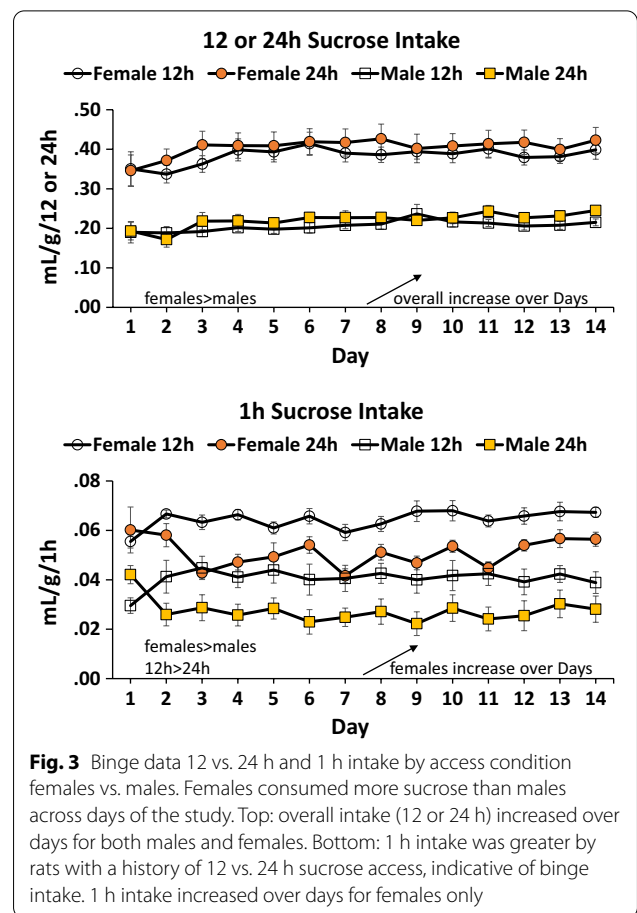 12 or 24h Sucrose Intake
Female 12h Female 24h Male 12h Male 24h
mL/g/12 or 24h
.50
.40
.30
.20
.10
.00
females>males
overall increase over Days
1 2 3 4 5 6 7 8 9 10 11 12 13 14
Day
1h Sucrose Intake
Female 12h Female 24h Male 12h Male 24h
mL/g/1h
.08
.06
.04
.02
.00
females>males
12h>24h
females increase over Days
1 2 3 4 5 6 7 8 9 10 11 12 13 14
Day
Fig. 3 Binge data 12 vs. 24 h and 1 h intake by access condition
females vs. males. Females consumed more sucrose than males
across days of the study. Top: overall intake (12 or 24 h) increased over
days for both males and females. Bottom: 1 h intake was greater by
rats with a history of 12 vs. 24 h sucrose access, indicative of binge
intake. 1 h intake increased over days for females only